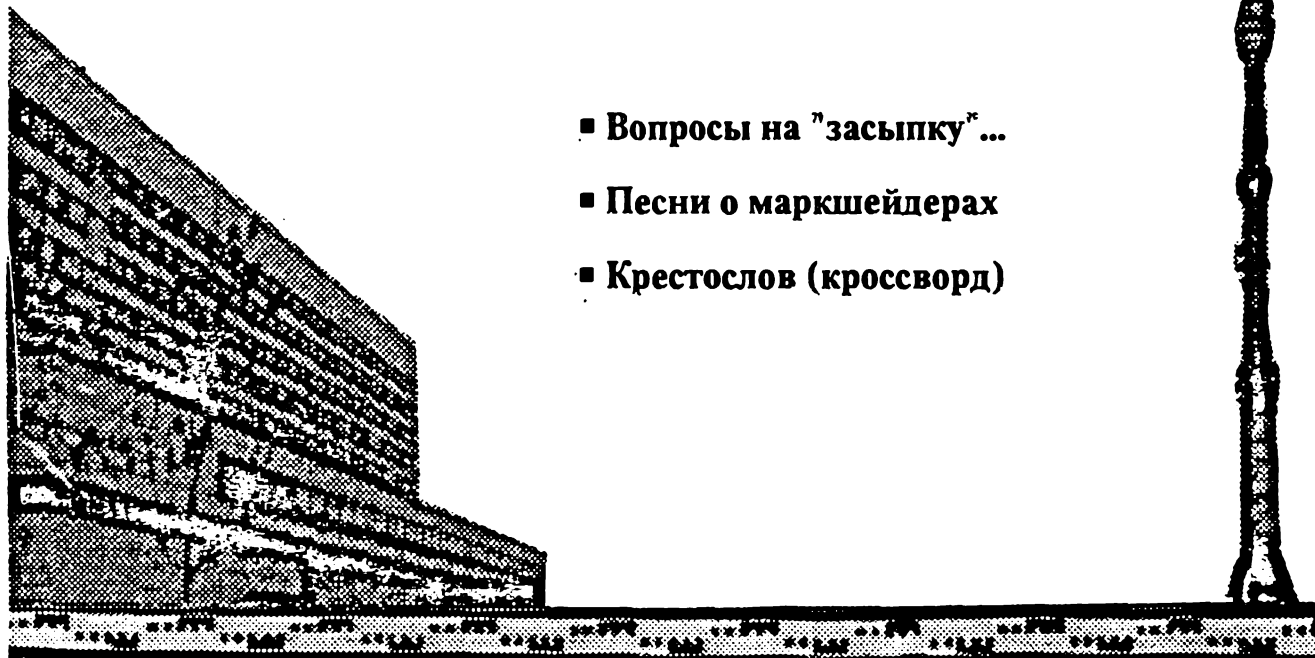 ▪ Вопросы на "засыпку"...
▪ Песни о маркшейдерах
▪ Крестослов (кроссворд)